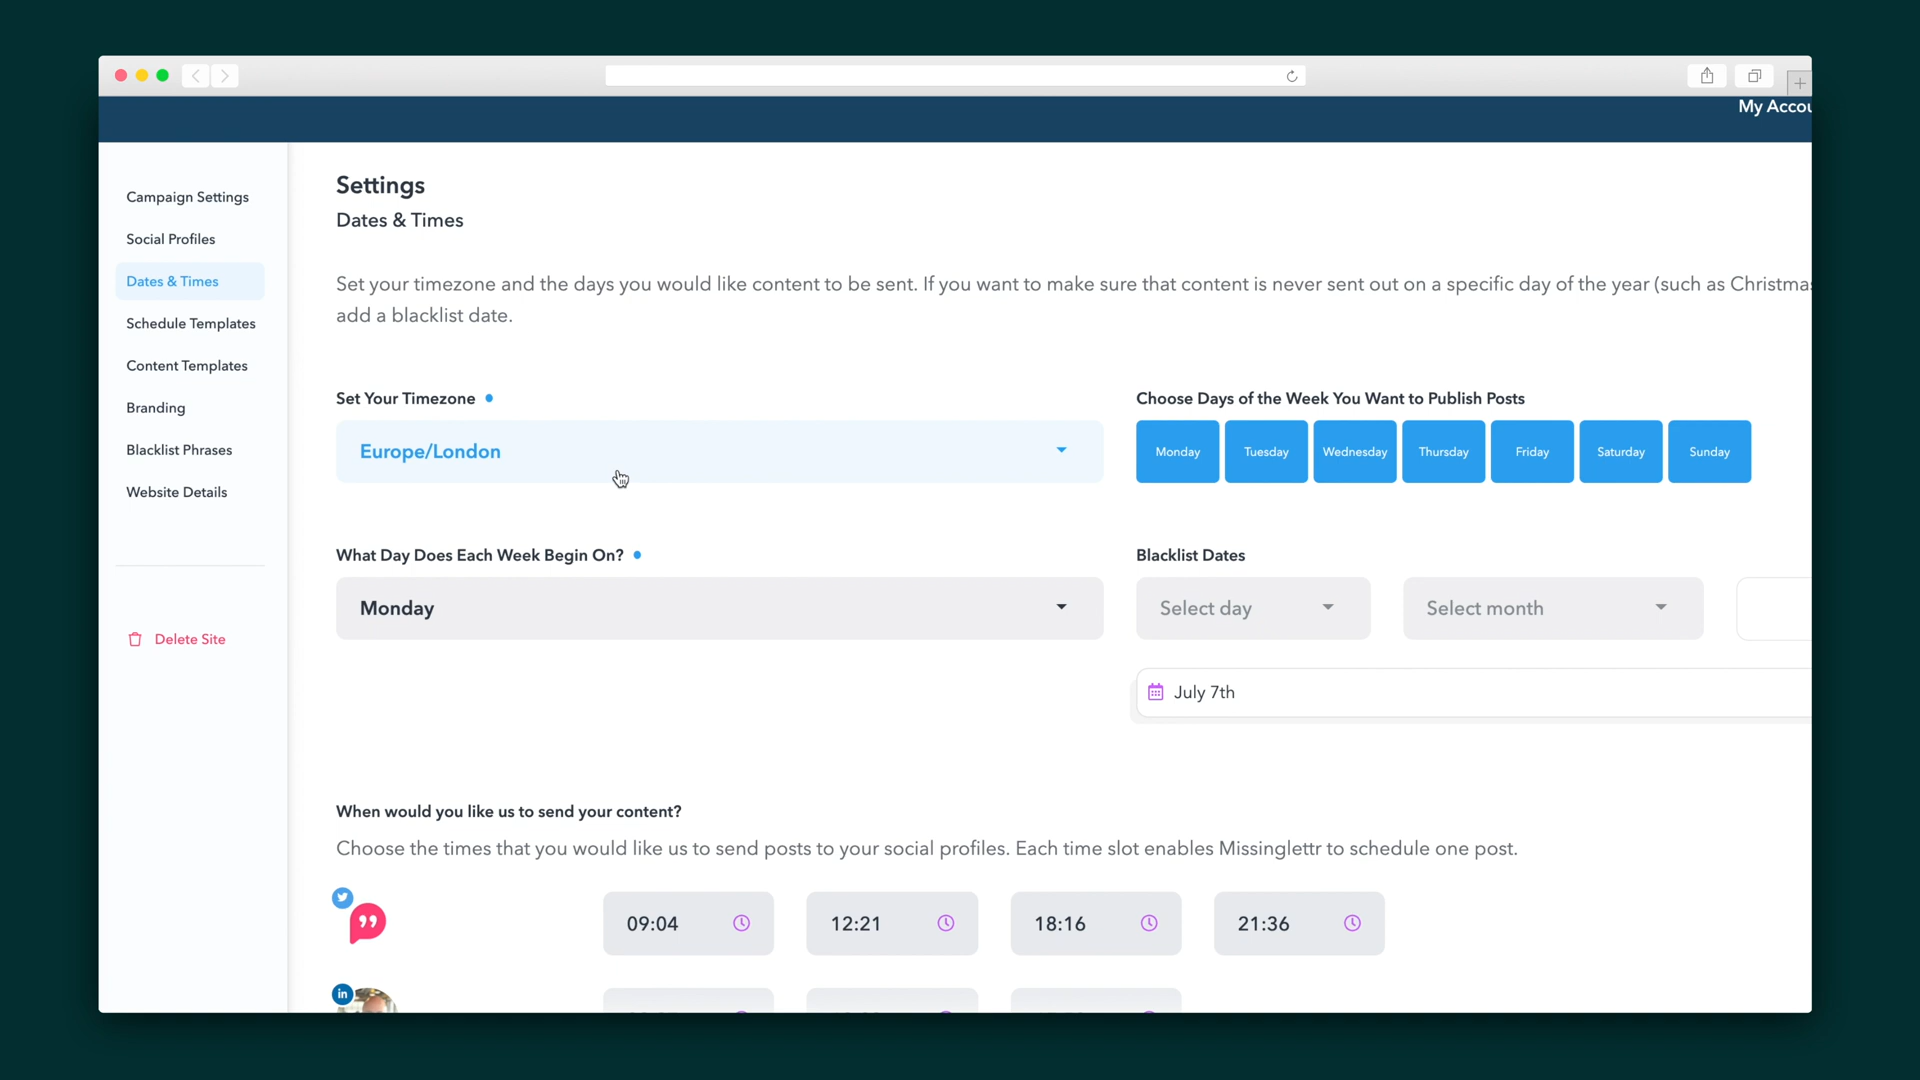 My Accou
Campaign Settings
Social Profiles
Dates & Times
Schedule Templates
Content Templates
Branding
Blacklist Phrases
Website Details
Delete Site
Settings
Dates & Times
Set your timezone and the days you would like content to be sent. If you want to make sure that content is never sent out on a specific day of the year (such as Christmas
add a blacklist date.
Set Your Timezone
Europe/London
Choose Days of the Week You Want to Publish Posts
Monday Tuesday Wednesday Thursday Friday Saturday Sunday
What Day Does Each Week Begin On?
Monday
Blacklist Dates
Select day Select month
July 7th
When would you like us to send your content?
Choose the times that you would like us to send posts to your social profiles. Each time slot enables Missinglettr to schedule one post.
09:04 12:21 18:16 21:36
in